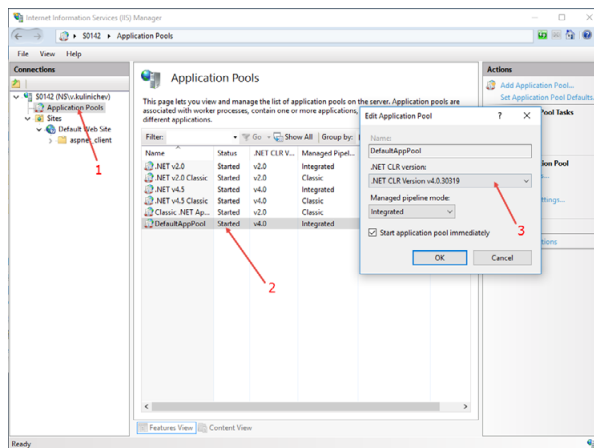 Internet Information Services (IIS) Manager
S0142 ▸ Application Pools
File View Help
Connections
S0142 (NS\v.kulinichev)
Application Pools
Sites
Default Web Site
aspnet_client
1
Application Pools
This page lets you view and manage the list of application pools on the server. Application pools are
associated with worker processes, contain one or more applications,
different applications.
Filter: Go Show All Group by:
Name Status .NET CLR V... Managed Pipel...
.NET v2.0 Started v2.0 Integrated
.NET v2.0 Classic Started v2.0 Classic
.NET v4.5 Started v4.0 Integrated
.NET v4.5 Classic Started v4.0 Classic
Classic .NET Ap... Started v2.0 Classic
DefaultAppPool Started v4.0 Integrated
2
Features View Content View
Edit Application Pool ? X
Name:
DefaultAppPool
.NET CLR version:
.NET CLR Version v4.0.30319
Managed pipeline mode:
Integrated
Start application pool immediately
3
OK Cancel
Actions
Add Application Pool...
Set Application Pool Defaults...
Pool Tasks
ion Pool
ttings...
tions
Ready